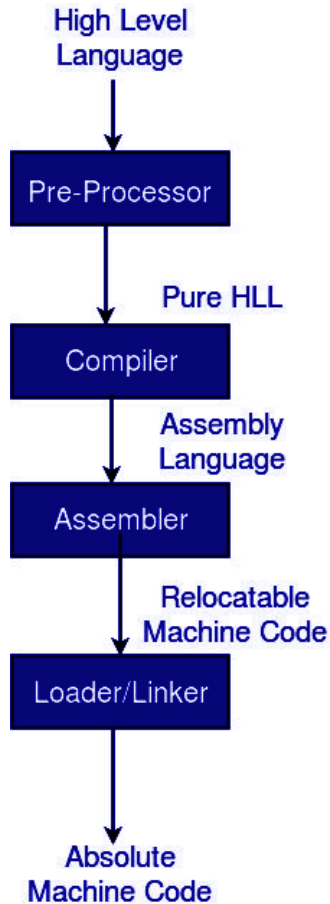 High Level
Language
Pre-Processor
Pure HLL
Compiler
Assembly
Language
Assembler
Relocatable
Machine Code
Loader/Linker
Absolute
Machine Code